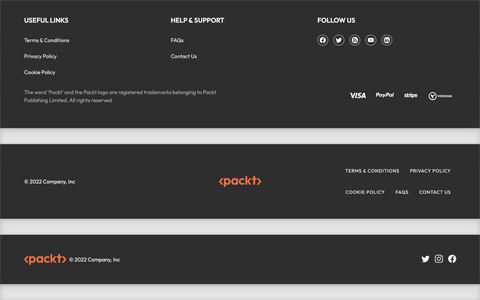 USEFUL LINKS
HELP & SUPPORT
FOLLOW US
Terms & Conditions
FAQs
Privacy Policy
Contact Us
Cookie Policy
The word "Packt" and the Packt logo are registered trademarks belonging to Packt
Publishing Limited. All rights reserved
VISA PayPal stripe VERISIGN
© 2022 Company, Inc
<packt>
TERMS & CONDITIONS PRIVACY POLICY
COOKIE POLICY FAQS CONTACT US
<packt> © 2022 Company, Inc